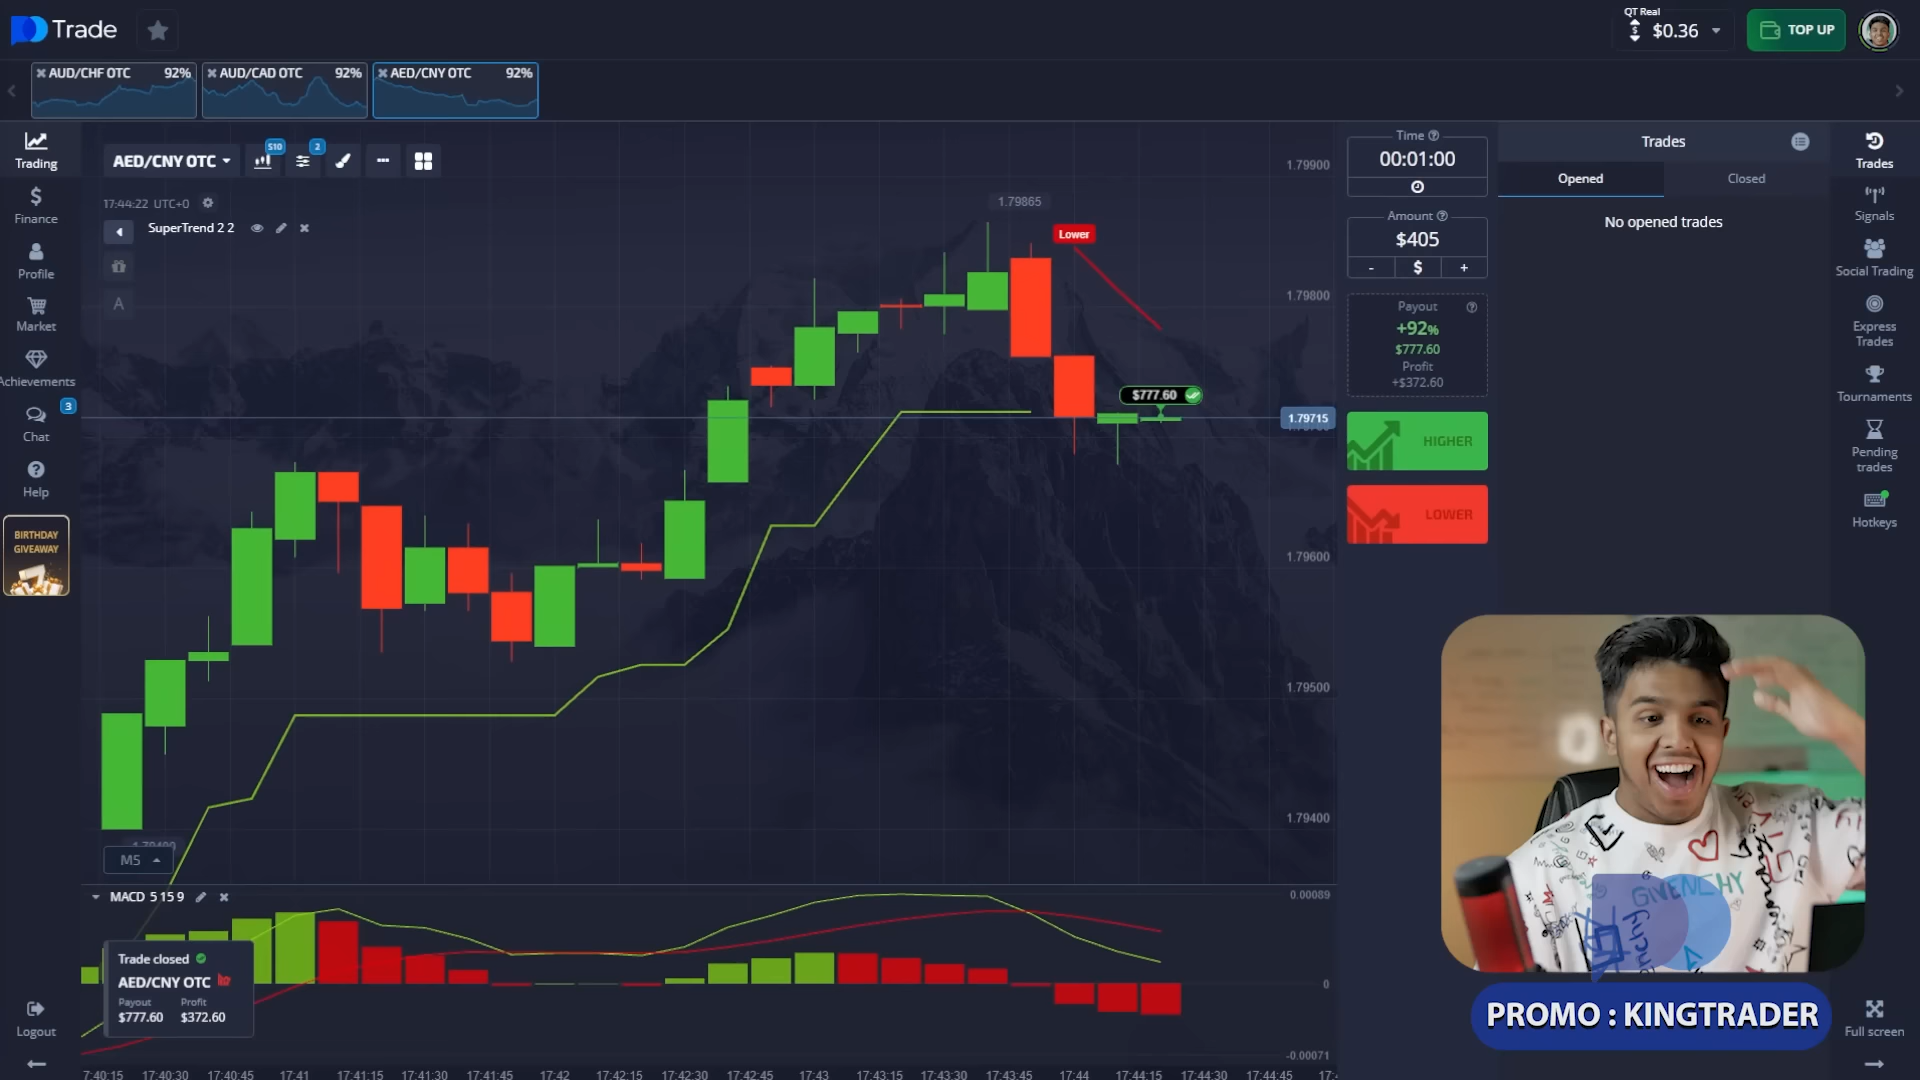 Trade
QT Real
$0.36
TOP UP
AUD/CHF OTC 92%
AUD/CAD OTC 92%
AED/CNY OTC 92%
Trading
Finance
Profile
Market
Achievements
Chat
3
Help
BIRTHDAY
GIVEAWAY
Logout
AED/CNY OTC
S10
2
17:44:22 UTC+0
SuperTrend 2 2
A
1.79865
Lower
$777.60
1.79900
1.79800
1.79715
1.79600
1.79500
1.79400
M5
MACD 5 15 9
0.00089
0
-0.00071
Trade closed
AED/CNY OTC
Payout Profit
$777.60 $372.60
7:40:15 17:40:30 17:40:45 17:41 17:41:15 17:41:30 17:41:45 17:42 17:42:15 17:42:30 17:42:45 17:43 17:43:15 17:43:30 17:43:45 17:44 17:44:15 17:44:30 17:44:45
Time
00:01:00
Amount
$405
- $ +
Payout
+92%
$777.60
Profit
+$372.60
HIGHER
LOWER
Trades
Opened Closed
No opened trades
Trades
Signals
Social Trading
Express
Trades
Tournaments
Pending
trades
Hotkeys
GIVENCHY
PROMO : KINGTRADER
Full screen